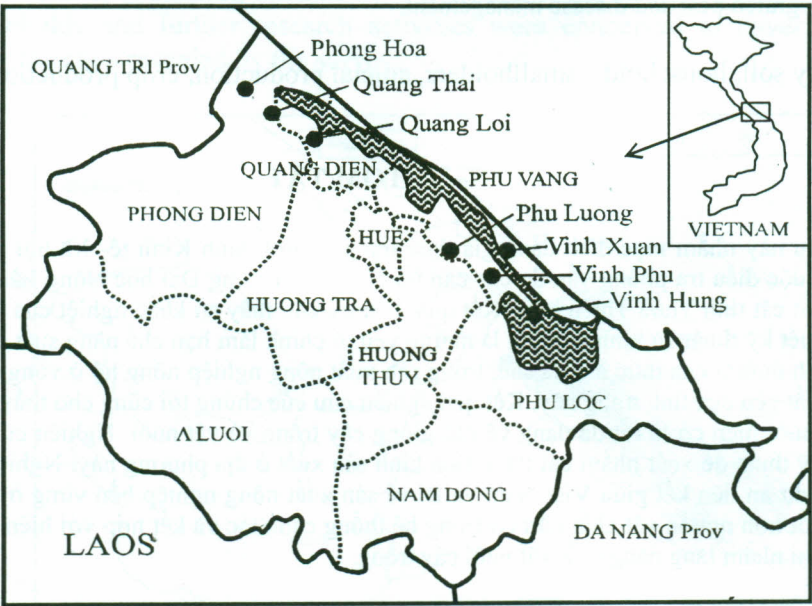 QUANG TRI Prov
Phong Hoa
Quang Thai
Quang Loi
QUANG DIEN
PHU VANG
PHONG DIEN
HUE
Phu Luong
Vinh Xuan
Vinh Phu
Vinh Hung
VIETNAM
HUONG TRA
HUONG
THUY
PHU LOC
A LUOI
NAM DONG
LAOS
DA NANG Prov